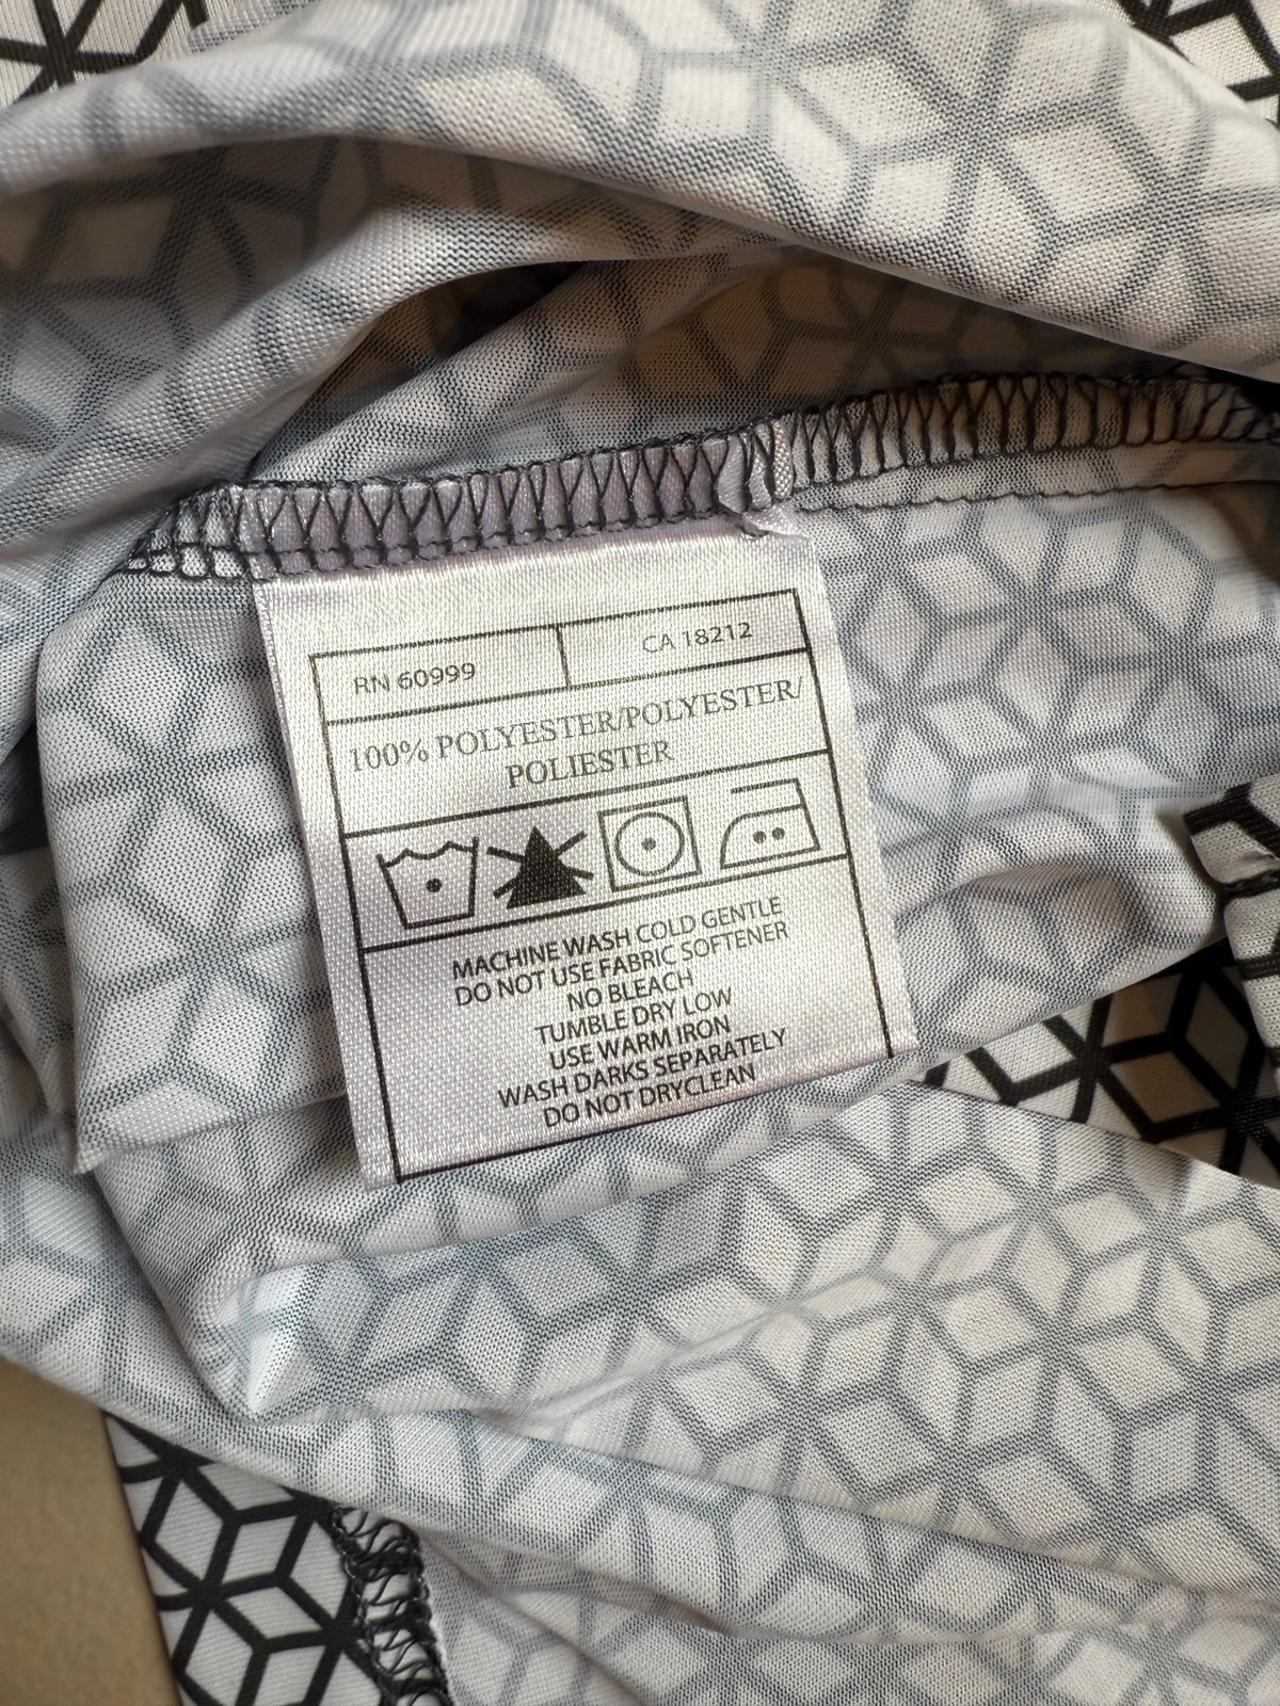 RN 60999
CA 18212
100% POLYESTER/POLYESTER/
POLIESTER
MACHINE WASH COLD GENTLE
DO NOT USE FABRIC SOFTENER
NO BLEACH
TUMBLE DRY LOW
USE WARM IRON
WASH DARKS SEPARATELY
DO NOT DRYCLEAN